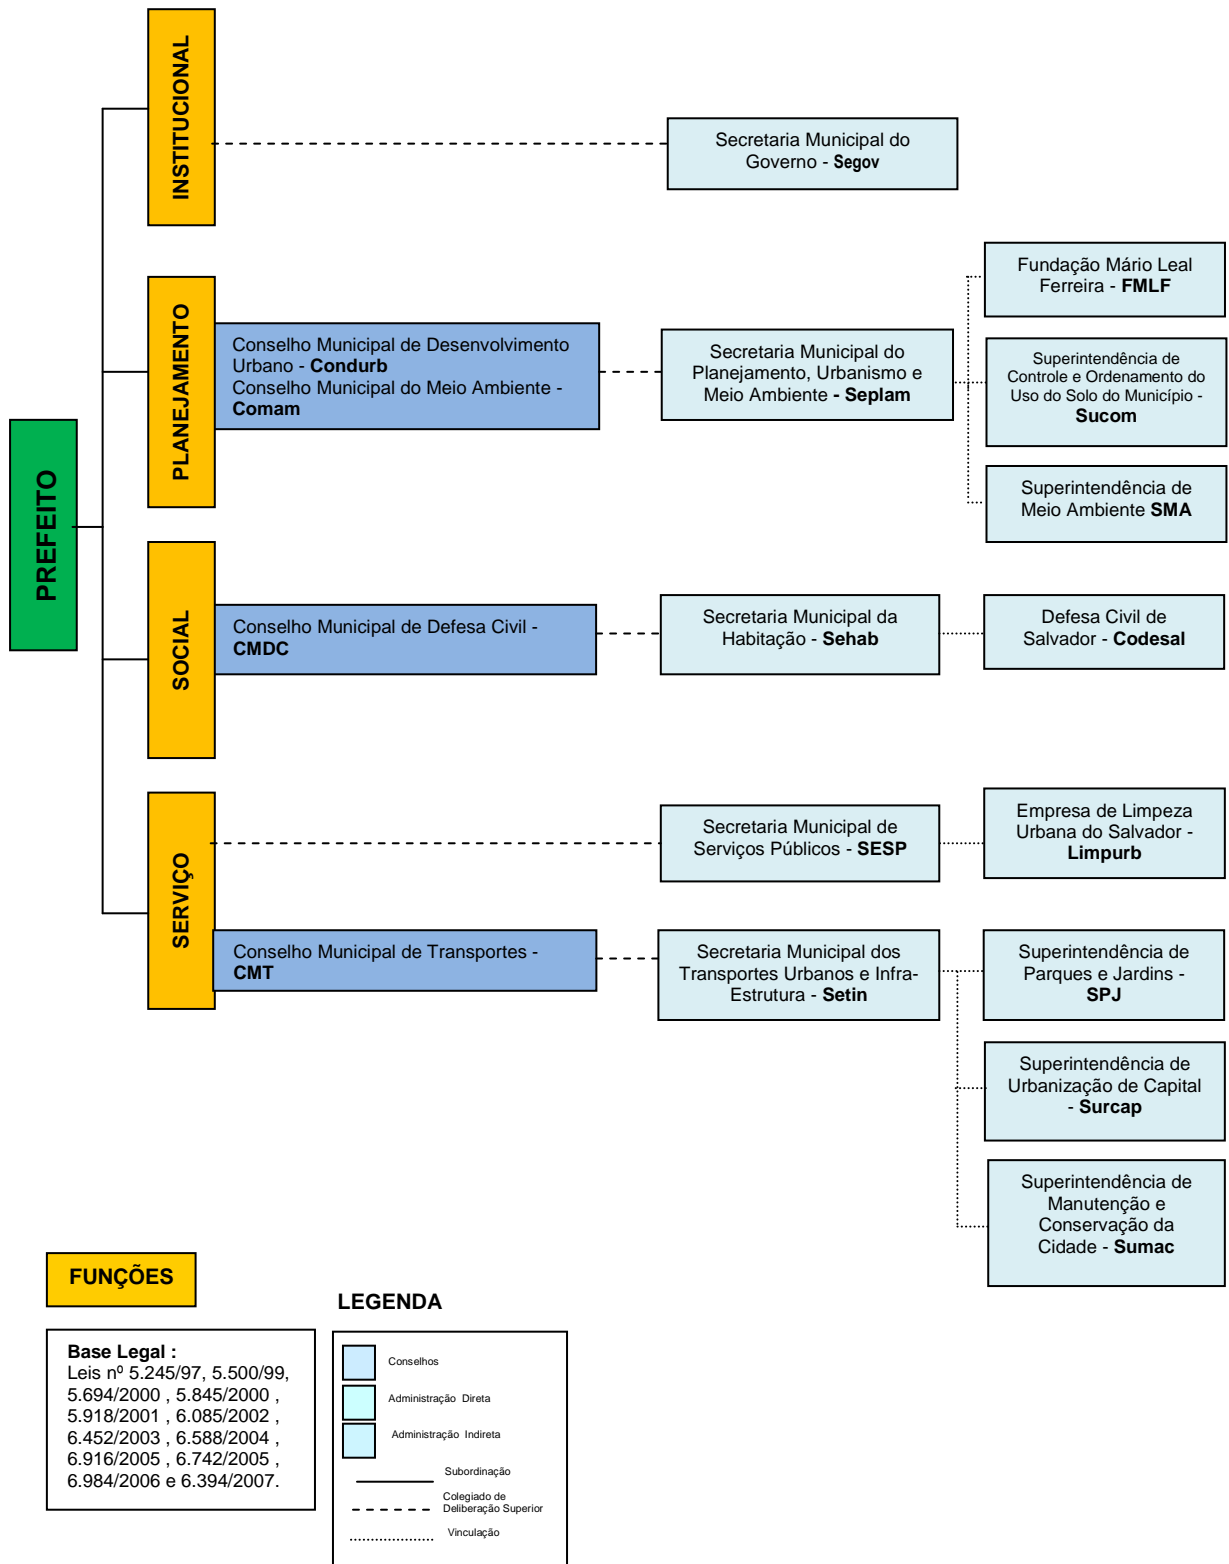 PREFEITO
INSTITUCIONAL
Secretaria Municipal do
Governo - Segov
PLANEJAMENTO
Conselho Municipal de Desenvolvimento
Urbano - Condurb
Conselho Municipal do Meio Ambiente -
Comam
Secretaria Municipal do
Planejamento, Urbanismo e
Meio Ambiente - Seplam
Fundação Mário Leal
Ferreira - FMLF
Superintendência de
Controle e Ordenamento do
Uso do Solo do Município -
Sucom
Superintendência de
Meio Ambiente SMA
SOCIAL
Conselho Municipal de Defesa Civil -
CMDC
Secretaria Municipal da
Habitação - Sehab
Defesa Civil de
Salvador - Codesal
SERVIÇO
Secretaria Municipal de
Serviços Públicos - SESP
Empresa de Limpeza
Urbana do Salvador -
Limpurb
Conselho Municipal de Transportes -
CMT
Secretaria Municipal dos
Transportes Urbanos e Infra-
Estrutura - Setin
Superintendência de
Parques e Jardins -
SPJ
Superintendência de
Urbanização de Capital
- Surcap
Superintendência de
Manutenção e
Conservação da
Cidade - Sumac
FUNÇÕES
Base Legal :
Leis nº 5.245/97, 5.500/99,
5.694/2000 , 5.845/2000 ,
5.918/2001 , 6.085/2002 ,
6.452/2003 , 6.588/2004 ,
6.916/2005 , 6.742/2005 ,
6.984/2006 e 6.394/2007.
LEGENDA
Conselhos
Administração Direta
Administração Indireta
Subordinação
Colegiado de
Deliberação Superior
Vinculação